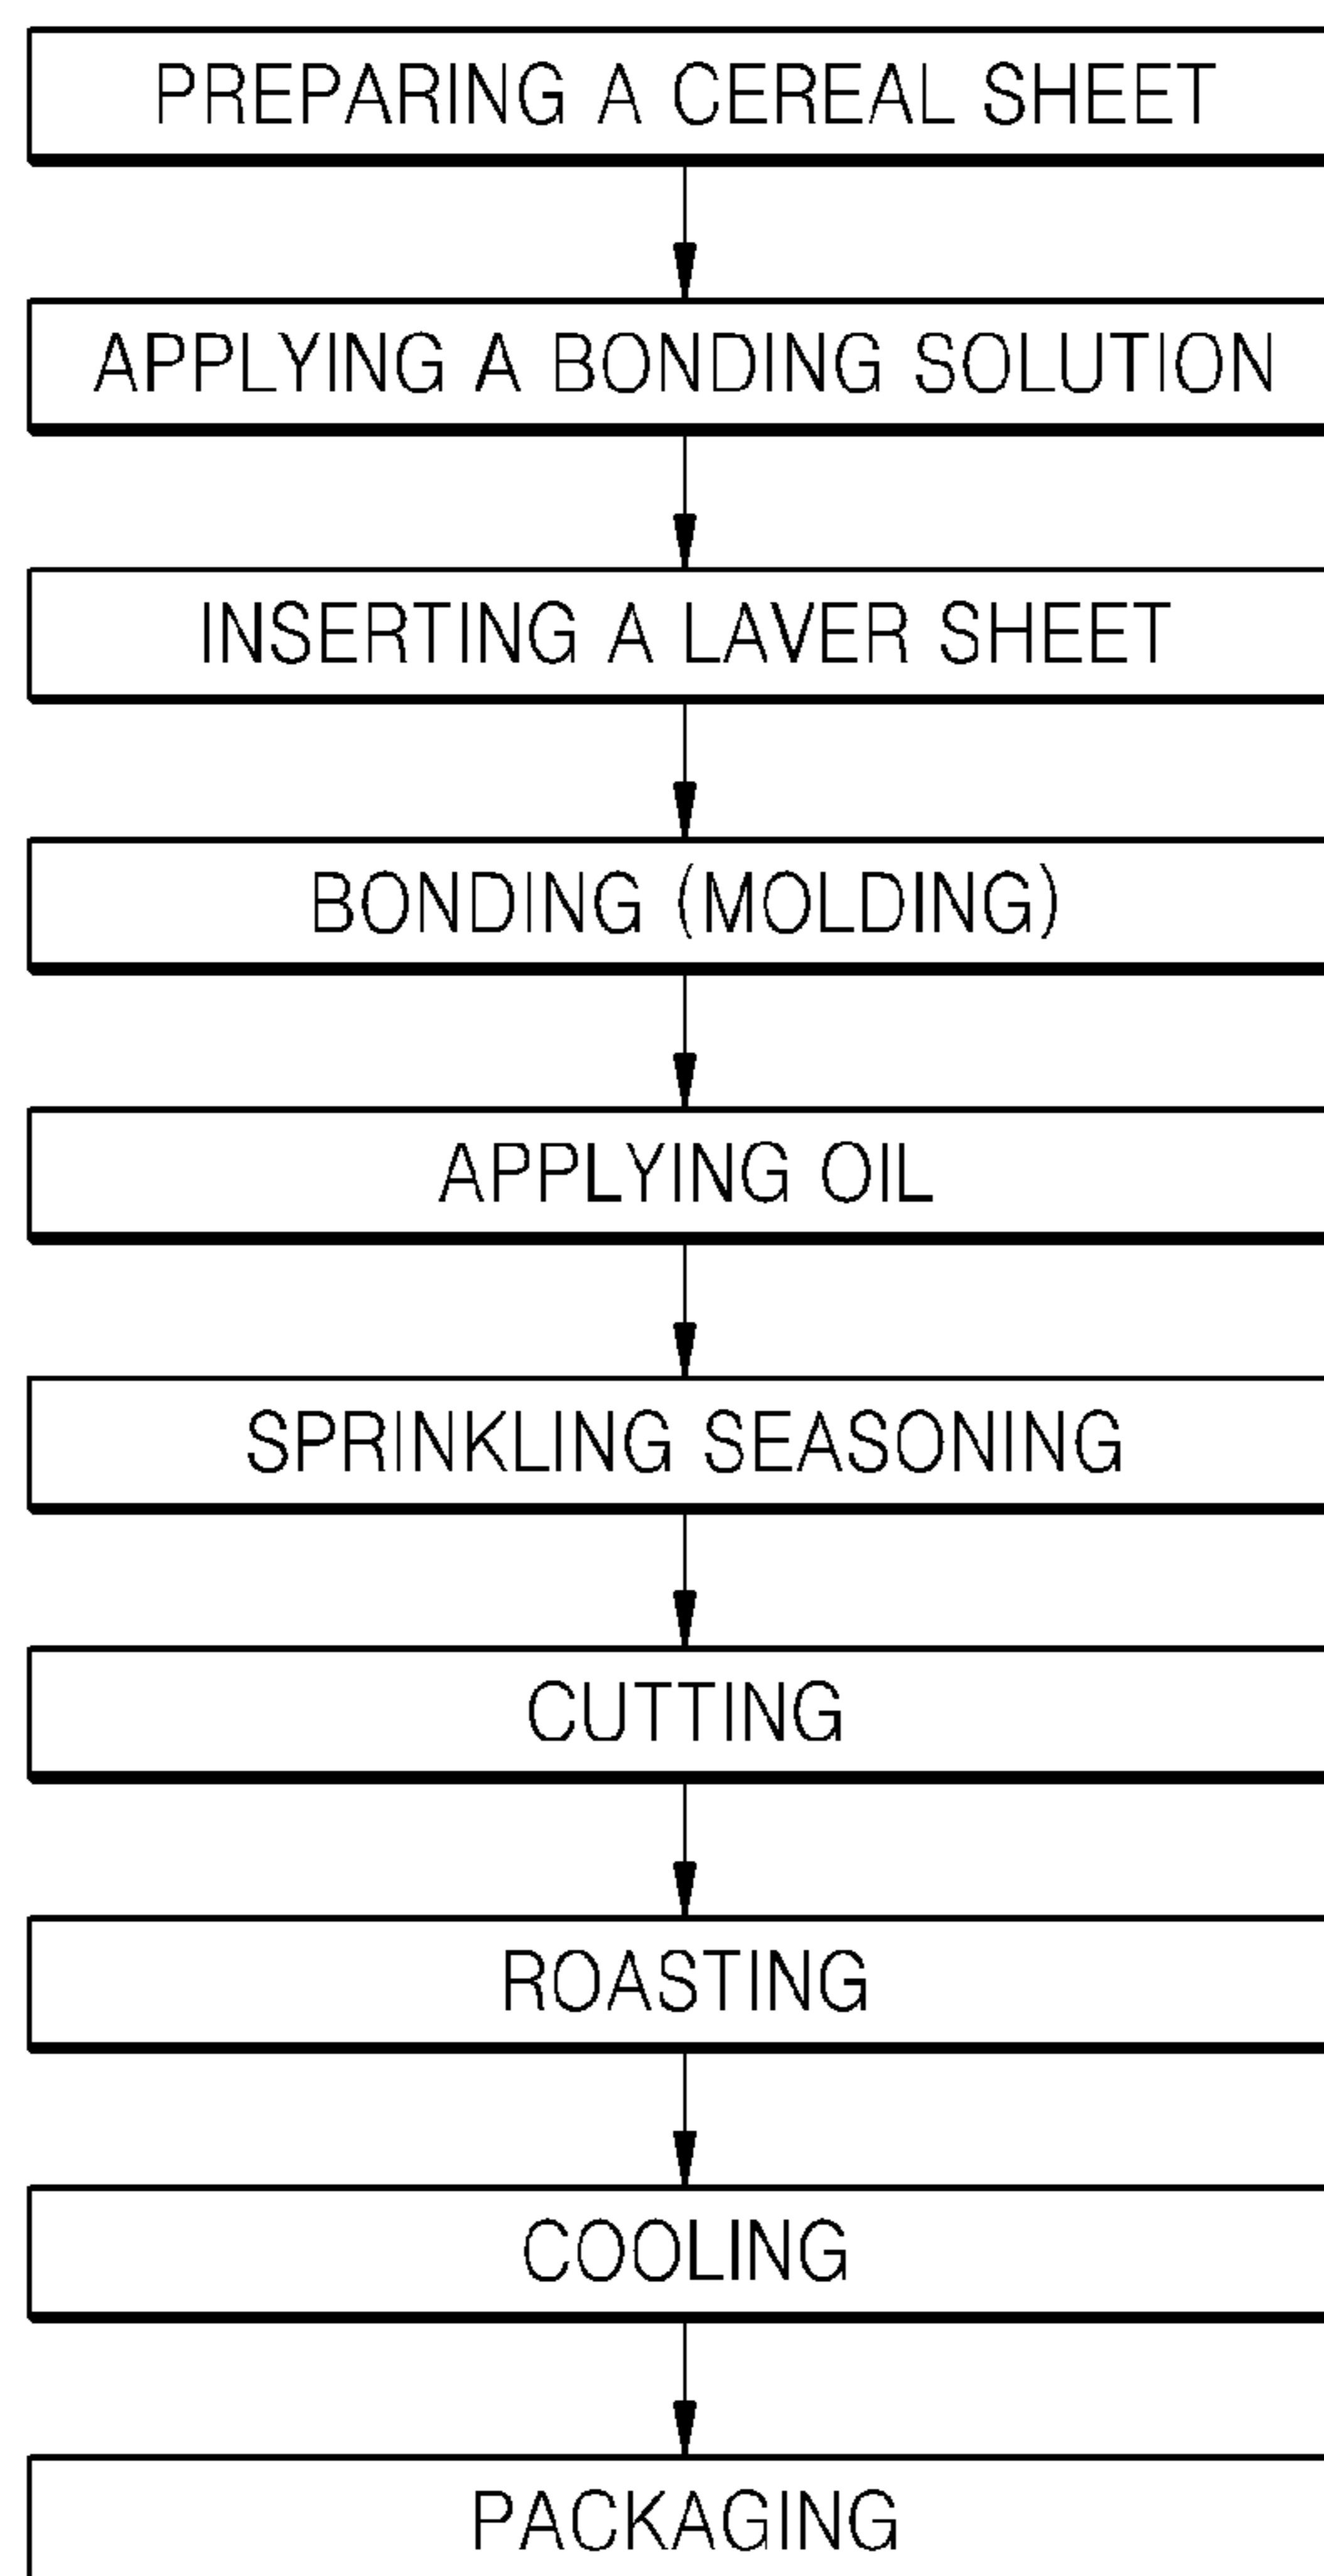 PREPARING A CEREAL SHEET
APPLYING A BONDING SOLUTION
INSERTING A LAVER SHEET
BONDING (MOLDING)
APPLYING OIL
SPRINKLING SEASONING
CUTTING
ROASTING
COOLING
PACKAGING